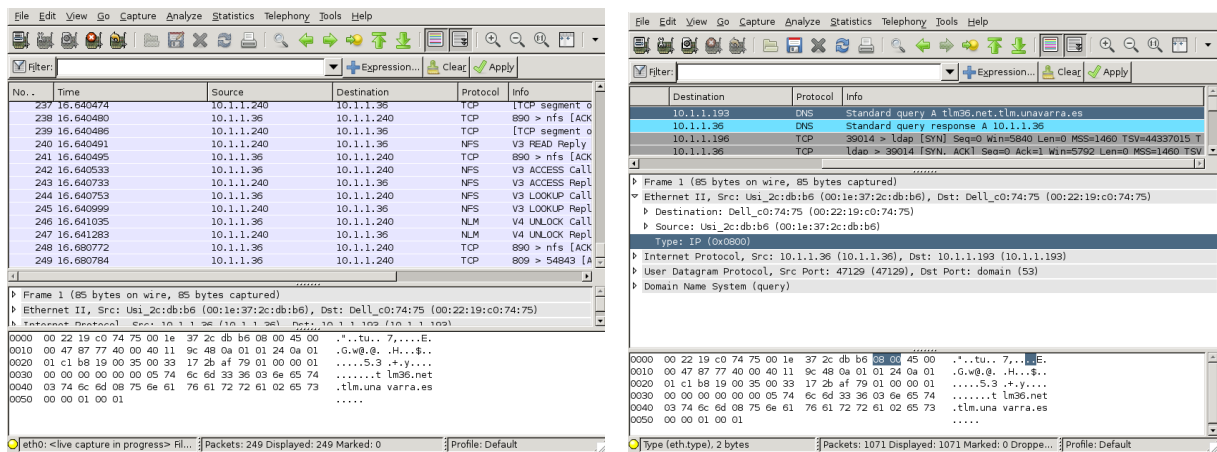 File Edit View Go Capture Analyze Statistics Telephony Tools Help
Filter: Expression... Clear Apply
No. . Time Source Destination Protocol Info
237 16.640474 10.1.1.240 10.1.1.36 TCP [TCP segment o
238 16.640480 10.1.1.36 10.1.1.240 TCP 890 > nfs [ACK
239 16.640486 10.1.1.240 10.1.1.36 TCP [TCP segment o
240 16.640491 10.1.1.240 10.1.1.36 NFS V3 READ Reply
241 16.640495 10.1.1.36 10.1.1.240 TCP 890 > nfs [ACK
242 16.640533 10.1.1.36 10.1.1.240 NFS V3 ACCESS Call
243 16.640733 10.1.1.240 10.1.1.36 NFS V3 ACCESS Repl
244 16.640753 10.1.1.36 10.1.1.240 NFS V3 LOOKUP Call
245 16.640999 10.1.1.240 10.1.1.36 NFS V3 LOOKUP Repl
246 16.641035 10.1.1.36 10.1.1.240 NLM V4 UNLOCK Call
247 16.641283 10.1.1.240 10.1.1.36 NLM V4 UNLOCK Repl
248 16.680772 10.1.1.36 10.1.1.240 TCP 890 > nfs [ACK
249 16.680784 10.1.1.36 10.1.1.240 TCP 809 > 54843 [A
Frame 1 (85 bytes on wire, 85 bytes captured)
Ethernet II, Src: Usi_2c:db:b6 (00:1e:37:2c:db:b6), Dst: Dell_c0:74:75 (00:22:19:c0:74:75)
Internet Protocol, Src: 10.1.1.36 (10.1.1.36), Dst: 10.1.1.193 (10.1.1.193)
0000 00 22 19 c0 74 75 00 1e 37 2c db b6 08 00 45 00 ."..tu.. 7,....E.
0010 00 47 87 77 40 00 40 11 9c 48 0a 01 01 24 0a 01 .G.w@.@. .H...$..
0020 01 c1 b8 19 00 35 00 33 17 2b af 79 01 00 00 01 .....5.3 .+.y....
0030 00 00 00 00 00 00 05 74 6c 6d 33 36 03 6e 65 74 .......t lm36.net
0040 03 74 6c 6d 08 75 6e 61 76 61 72 72 61 02 65 73 .tlm.una varra.es
0050 00 00 01 00 01 .....
eth0: <live capture in progress> Fil... Packets: 249 Displayed: 249 Marked: 0 Profile: Default
File Edit View Go Capture Analyze Statistics Telephony Tools Help
Filter: Expression... Clear Apply
Destination Protocol Info
10.1.1.193 DNS Standard query A tlm36.net.tlm.unavarra.es
10.1.1.36 DNS Standard query response A 10.1.1.36
10.1.1.196 TCP 39014 > ldap [SYN] Seq=0 Win=5840 Len=0 MSS=1460 TSV=44337015 T
10.1.1.36 TCP ldap > 39014 [SYN, ACK] Seq=0 Ack=1 Win=5792 Len=0 MSS=1460 TSV
Frame 1 (85 bytes on wire, 85 bytes captured)
Ethernet II, Src: Usi_2c:db:b6 (00:1e:37:2c:db:b6), Dst: Dell_c0:74:75 (00:22:19:c0:74:75)
Destination: Dell_c0:74:75 (00:22:19:c0:74:75)
Source: Usi_2c:db:b6 (00:1e:37:2c:db:b6)
Type: IP (0x0800)
Internet Protocol, Src: 10.1.1.36 (10.1.1.36), Dst: 10.1.1.193 (10.1.1.193)
User Datagram Protocol, Src Port: 47129 (47129), Dst Port: domain (53)
Domain Name System (query)
0000 00 22 19 c0 74 75 00 1e 37 2c db b6 08 00 45 00 ."..tu.. 7,....E.
0010 00 47 87 77 40 00 40 11 9c 48 0a 01 01 24 0a 01 .G.w@.@. .H...$..
0020 01 c1 b8 19 00 35 00 33 17 2b af 79 01 00 00 01 .....5.3 .+.y....
0030 00 00 00 00 00 00 05 74 6c 6d 33 36 03 6e 65 74 .......t lm36.net
0040 03 74 6c 6d 08 75 6e 61 76 61 72 72 61 02 65 73 .tlm.una varra.es
0050 00 00 01 00 01 .....
Type (eth.type), 2 bytes Packets: 1071 Displayed: 1071 Marked: 0 Droppe... Profile: Default